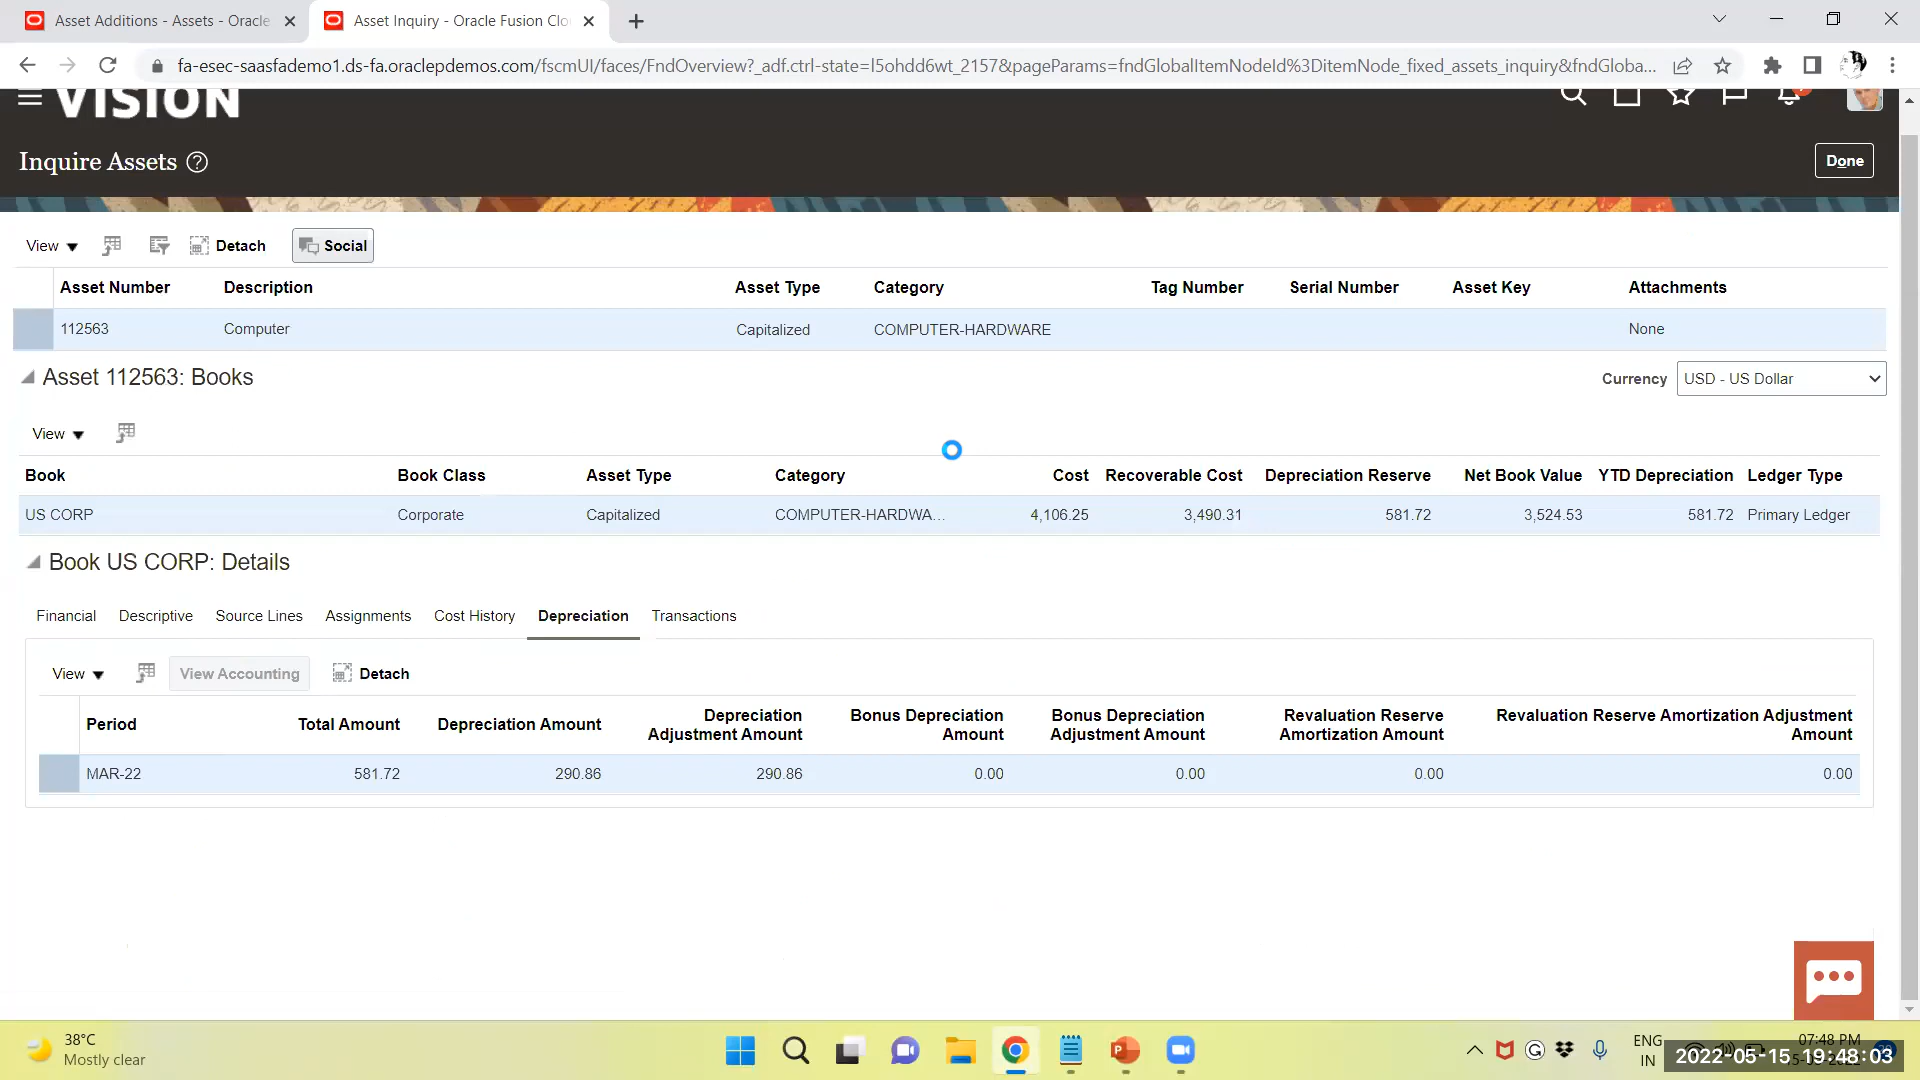 Asset Additions - Assets - Oracle
Asset Inquiry - Oracle Fusion Clo
fa-esec-saasfademo1.ds-fa.oraclepdemos.com/fscmUI/faces/FndOverview?_adf.ctrl-state=l5ohdd6wt_2157&pageParams=fndGlobalItemNodeId%3DitemNode_fixed_assets_inquiry&fndGloba...
VISION
Inquire Assets ?
Done
View Detach Social
Asset Number Description Asset Type Category Tag Number Serial Number Asset Key Attachments
112563 Computer Capitalized COMPUTER-HARDWARE None
Asset 112563: Books
Currency USD - US Dollar
View
Book Book Class Asset Type Category Cost Recoverable Cost Depreciation Reserve Net Book Value YTD Depreciation Ledger Type
US CORP Corporate Capitalized COMPUTER-HARDWA... 4,106.25 3,490.31 581.72 3,524.53 581.72 Primary Ledger
Book US CORP: Details
Financial Descriptive Source Lines Assignments Cost History Depreciation Transactions
View View Accounting Detach
Period Total Amount Depreciation Amount Depreciation Adjustment Amount Bonus Depreciation Amount Bonus Depreciation Adjustment Amount Revaluation Reserve Amortization Amount Revaluation Reserve Amortization Adjustment Amount
MAR-22 581.72 290.86 290.86 0.00 0.00 0.00 0.00
38°C
Mostly clear
ENG
IN
07:48 PM
2022-05-15 19:48:03